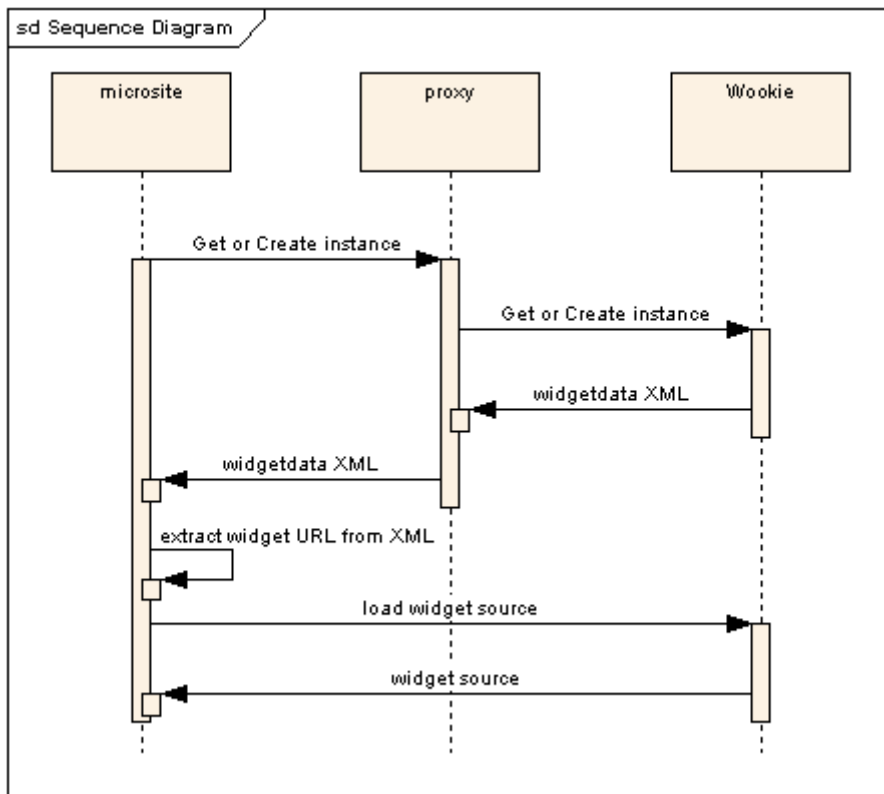 sd Sequence Diagram
microsite
proxy
Wookie
Get or Create instance
Get or Create instance
widgetdata XML
widgetdata XML
extract widget URL from XML
load widget source
widget source